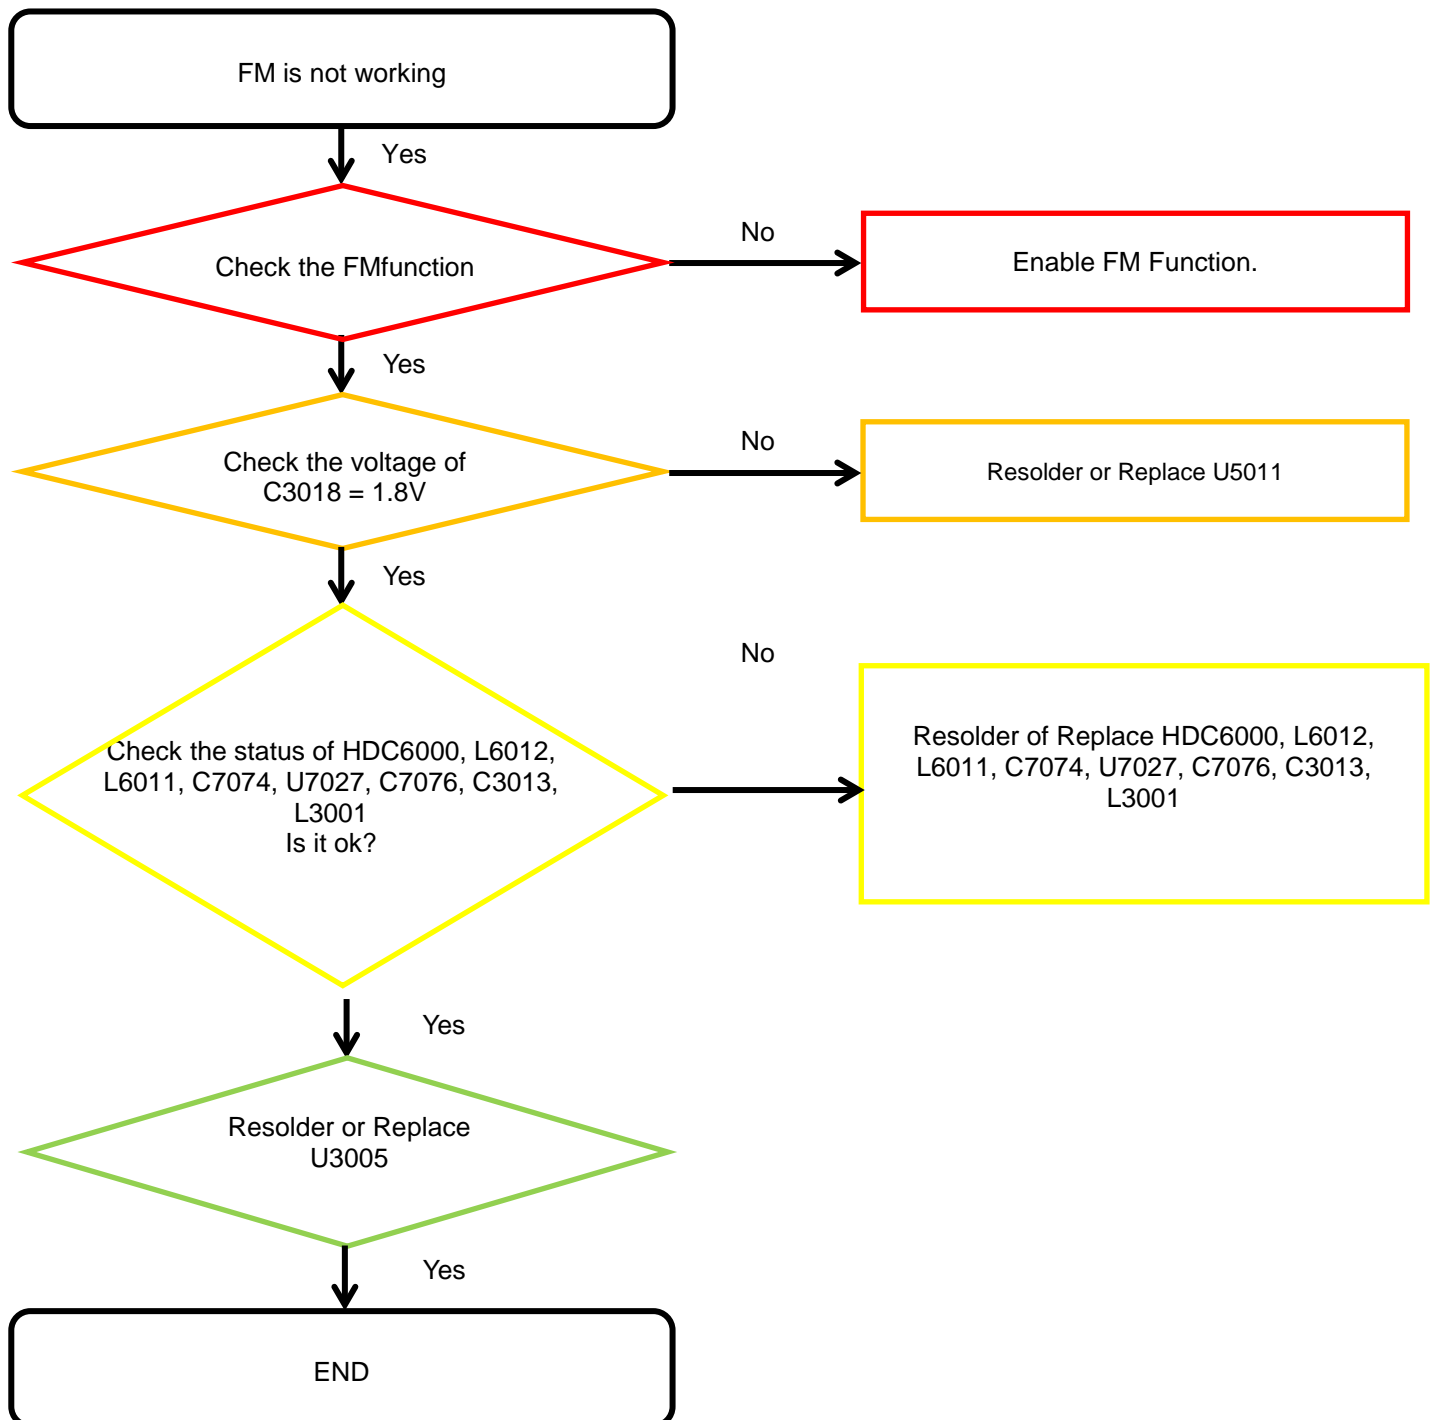 FM is not working
Yes
Check the FMfunction
No
Enable FM Function.
Yes
Check the voltage of
C3018 = 1.8V
No
Resolder or Replace U5011
Yes
Check the status of HDC6000, L6012,
L6011, C7074, U7027, C7076, C3013,
L3001
Is it ok?
No
Resolder of Replace HDC6000, L6012,
L6011, C7074, U7027, C7076, C3013,
L3001
Yes
Resolder or Replace
U3005
Yes
END